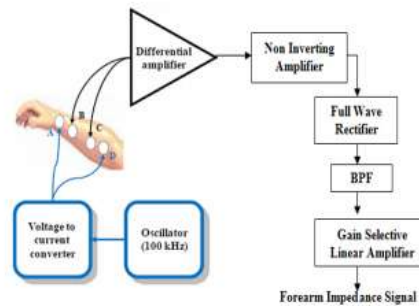 Differential
amplifier
Non Inverting
Amplifier
Full Wave
Rectifier
BPF
Gain Selective
Linear Amplifier
Forearm Impedance Signal
A
B
C
D
Voltage to
current
converter
Oscillator
(100 kHz)